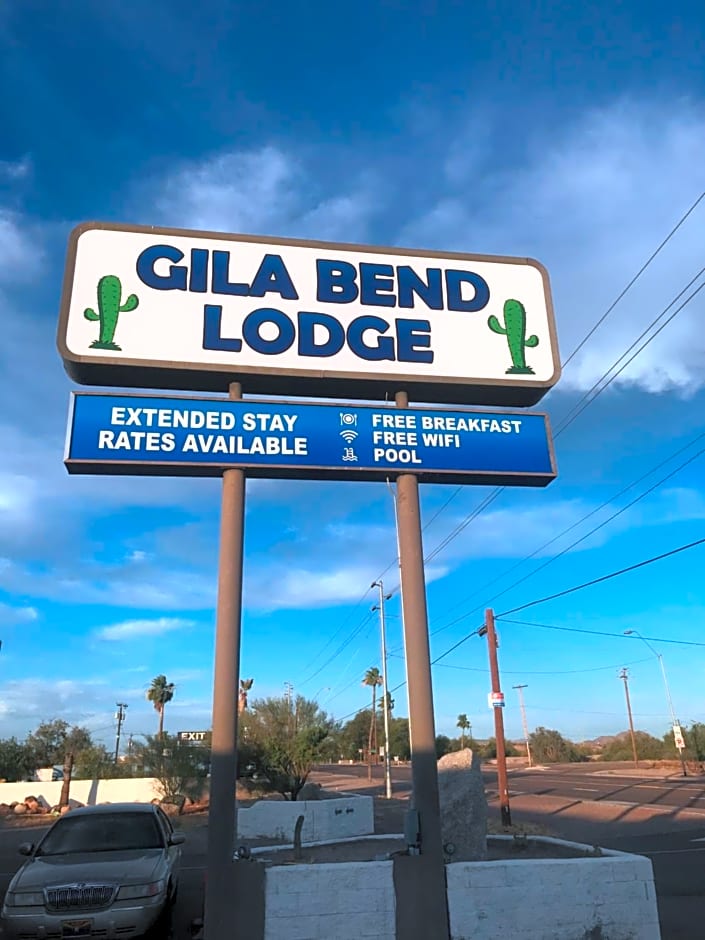 GILA BEND
LODGE
EXTENDED STAY
RATES AVAILABLE
FREE BREAKFAST
FREE WIFI
POOL
EXIT